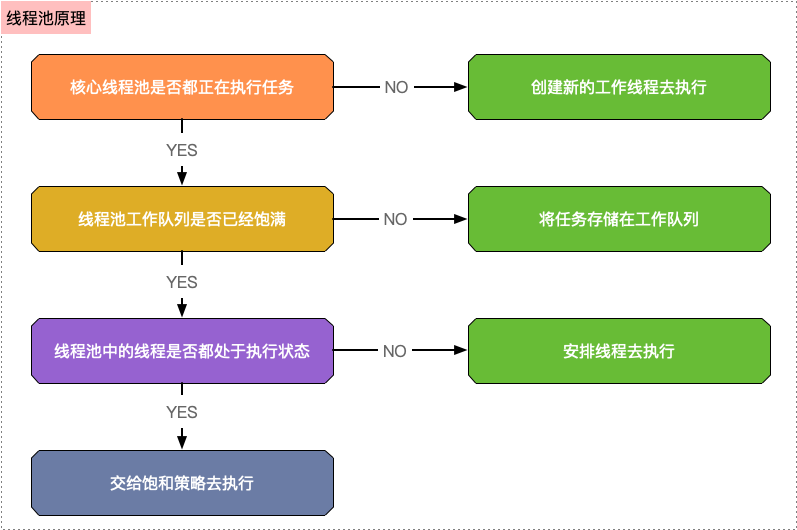 线程池原理
核心线程池是否都正在执行任务
NO
创建新的工作线程去执行
YES
线程池工作队列是否已经饱满
NO
将任务存储在工作队列
YES
线程池中的线程是否都处于执行状态
NO
安排线程去执行
YES
交给饱和策略去执行